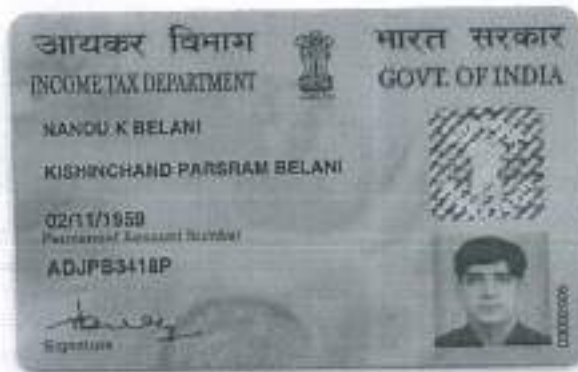 आयकर विभाग
भारत सरकार
INCOME TAX DEPARTMENT
GOVT. OF INDIA
NANDU K BELANI
KISHINCHAND PARSRAM BELANI
02/11/1959
Permanent Account Number
ADJPB3418P
Signature